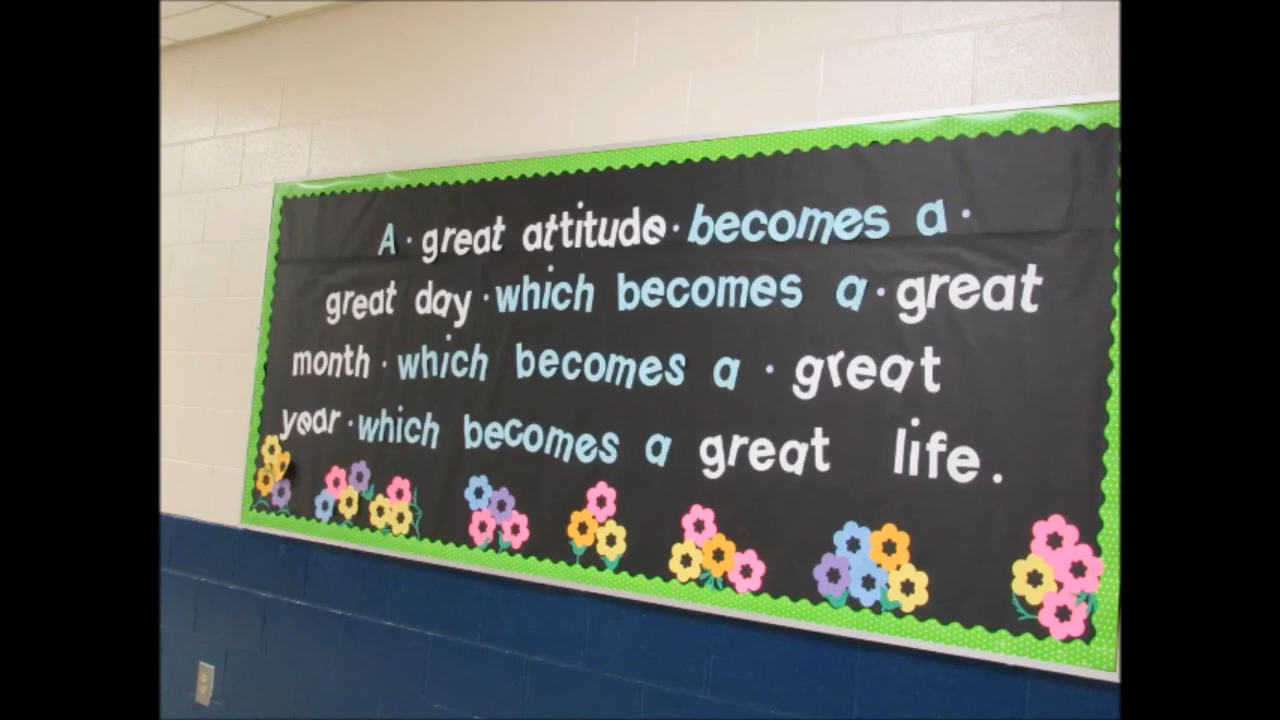 A · great attitude · becomes a ·
great day · which becomes a · great
month · which becomes a · great
year · which becomes a great life.